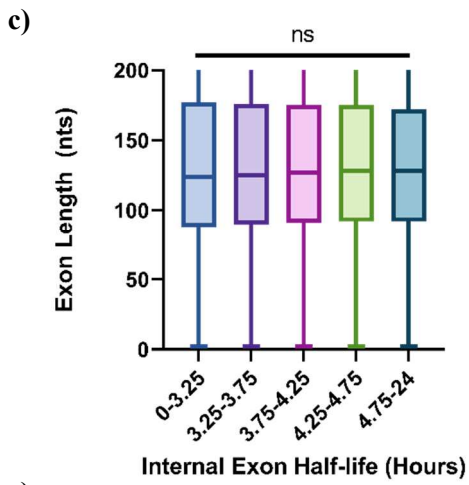 c)
ns
Exon Length (nts)
200
150
100
50
0
0-3.25
3.25-3.75
3.75-4.25
4.25-4.75
4.75-24
Internal Exon Half-life (Hours)